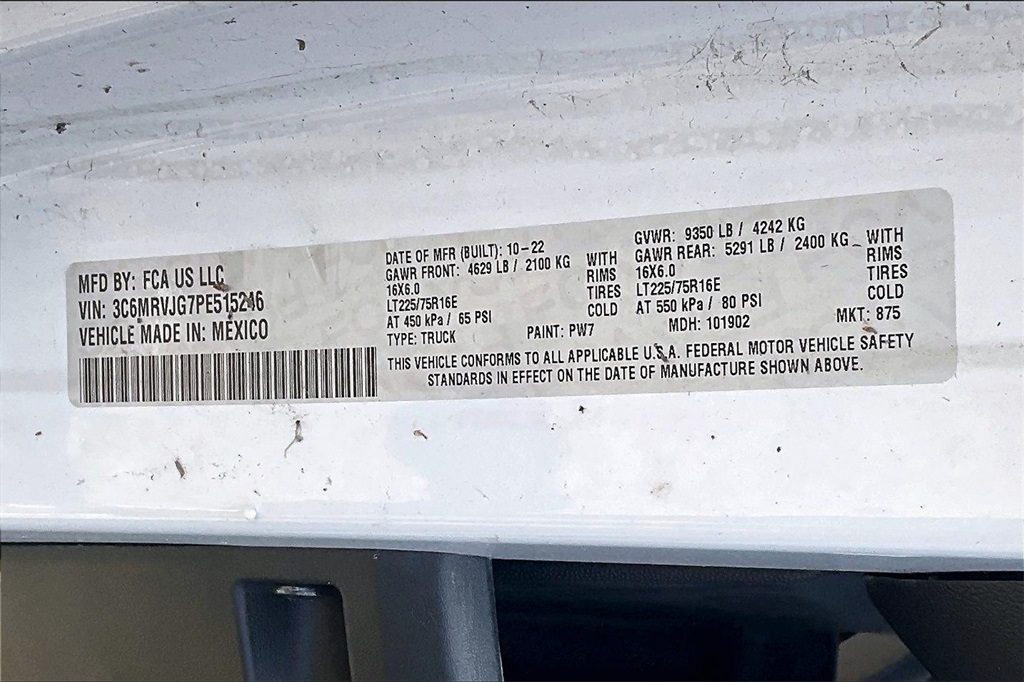 MFD BY: FCA US LLC
VIN: 3C6MRVJG7PE515246
VEHICLE MADE IN: MEXICO
DATE OF MFR (BUILT): 10-22
GAWR FRONT: 4629 LB / 2100 KG WITH
16X6.0 RIMS
LT225/75R16E TIRES
AT 450 kPa / 65 PSI COLD
TYPE: TRUCK PAINT: PW7
GVWR: 9350 LB / 4242 KG
GAWR REAR: 5291 LB / 2400 KG WITH
16X6.0 RIMS
LT225/75R16E TIRES
AT 550 kPa / 80 PSI COLD
MDH: 101902 MKT: 875
THIS VEHICLE CONFORMS TO ALL APPLICABLE U.S.A. FEDERAL MOTOR VEHICLE SAFETY
STANDARDS IN EFFECT ON THE DATE OF MANUFACTURE SHOWN ABOVE.